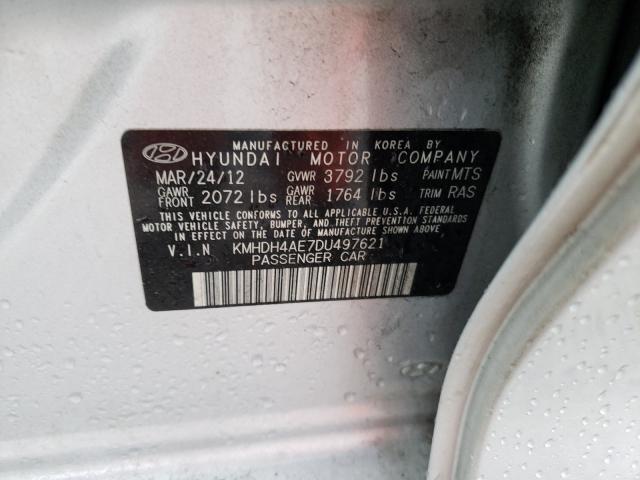 MANUFACTURED IN KOREA BY
HYUNDAI MOTOR COMPANY
MAR/24/12 GVWR 3792 lbs PAINT MTS
GAWR FRONT 2072 lbs GAWR REAR 1764 lbs TRIM RAS
THIS VEHICLE CONFORMS TO ALL APPLICABLE U.S.A. FEDERAL
MOTOR VEHICLE SAFETY, BUMPER, AND THEFT PREVENTION STANDARDS
IN EFFECT ON THE DATE OF MANUFACTURE SHOWN ABOVE.
V.I.N KMHDH4AE7DU497621
PASSENGER CAR